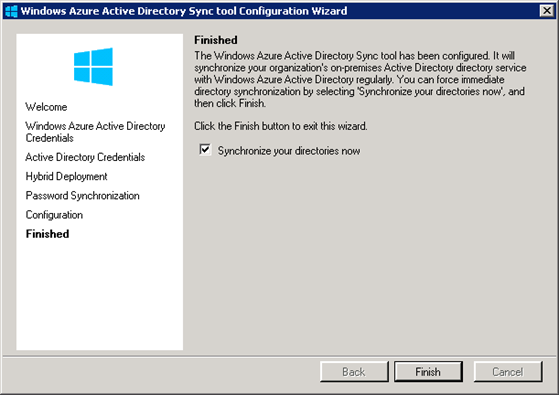 Windows Azure Active Directory Sync tool Configuration Wizard
Welcome
Windows Azure Active Directory
Credentials
Active Directory Credentials
Hybrid Deployment
Password Synchronization
Configuration
Finished
Finished
The Windows Azure Active Directory Sync tool has been configured. It will
synchronize your organization's on-premises Active Directory directory service
with Windows Azure Active Directory regularly. You can force immediate
directory synchronization by selecting 'Synchronize your directories now', and
then click Finish.
Click the Finish button to exit this wizard.
Synchronize your directories now
Back
Finish
Cancel